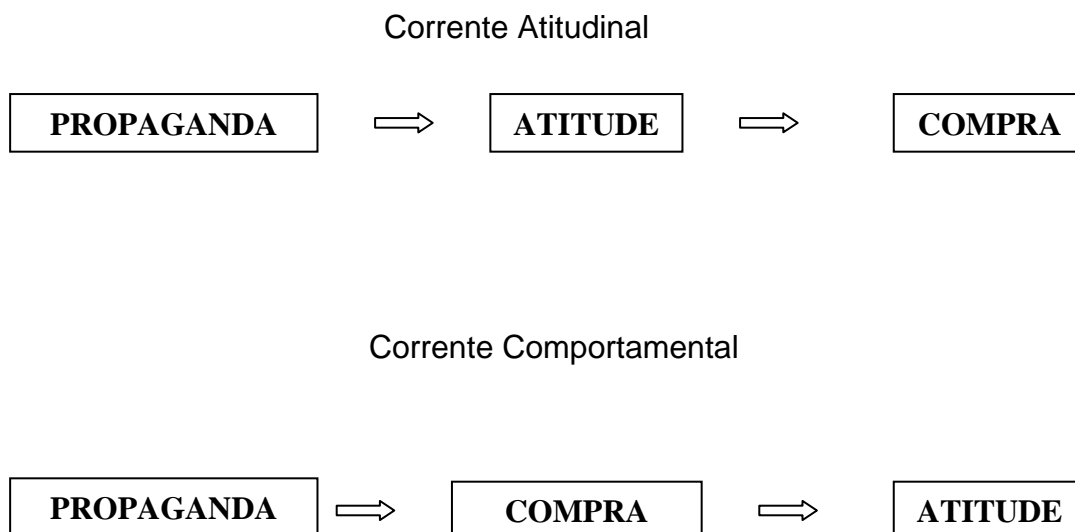 Corrente Atitudinal
PROPAGANDA ATITUDE COMPRA
Corrente Comportamental
PROPAGANDA COMPRA ATITUDE